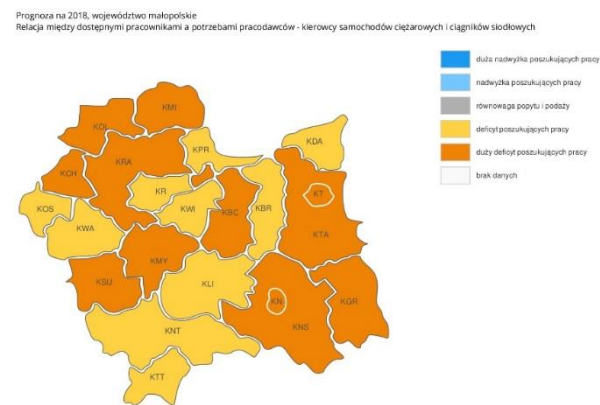 Prognoza na 2018, województwo małopolskie
Relacja między dostępnymi pracownikami a potrzebami pracodawców - kierowcy samochodów ciężarowych i ciągników siodłowych
duża nadwyżka poszukujących pracy
nadwyżka poszukujących pracy
równowaga popytu i podaży
deficyt poszukujących pracy
duży deficyt poszukujących pracy
brak danych
KMI
KOL
KDA
KPR
KRA
KCH
KR
KT
KOS
KWI
KBC
KBR
KWA
KTA
KMY
KSU
KLI
KN
KGR
KNT
KNS
KTT